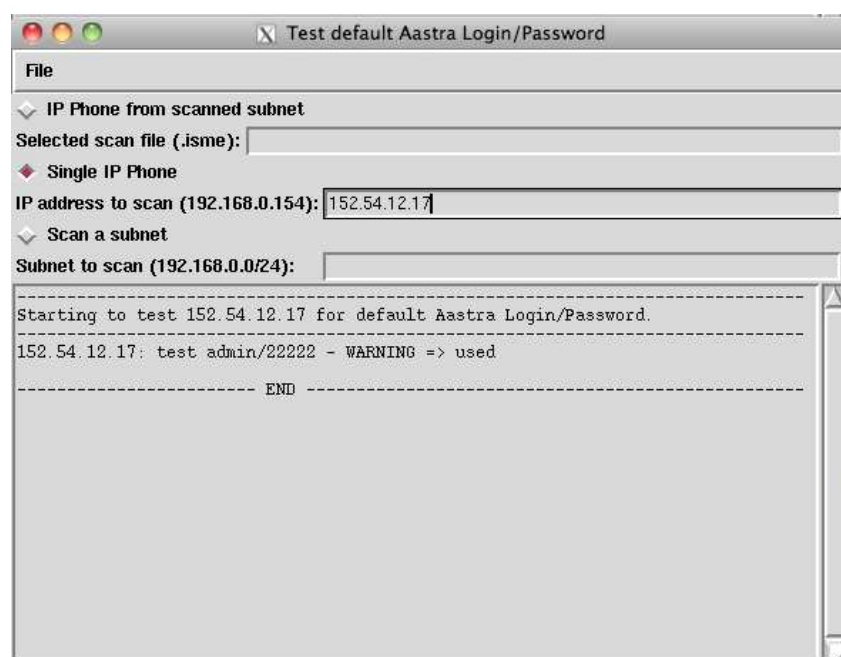 Test default Aastra Login/Password
File
IP Phone from scanned subnet
Selected scan file (.isme):
Single IP Phone
IP address to scan (192.168.0.154): 152.54.12.17
Scan a subnet
Subnet to scan (192.168.0.0/24):
--------------------------------------------------------------------------------
Starting to test 152.54.12.17 for default Aastra Login/Password.
--------------------------------------------------------------------------------
152.54.12.17: test admin/22222 - WARNING => used
------------------------ END --------------------------------------------------